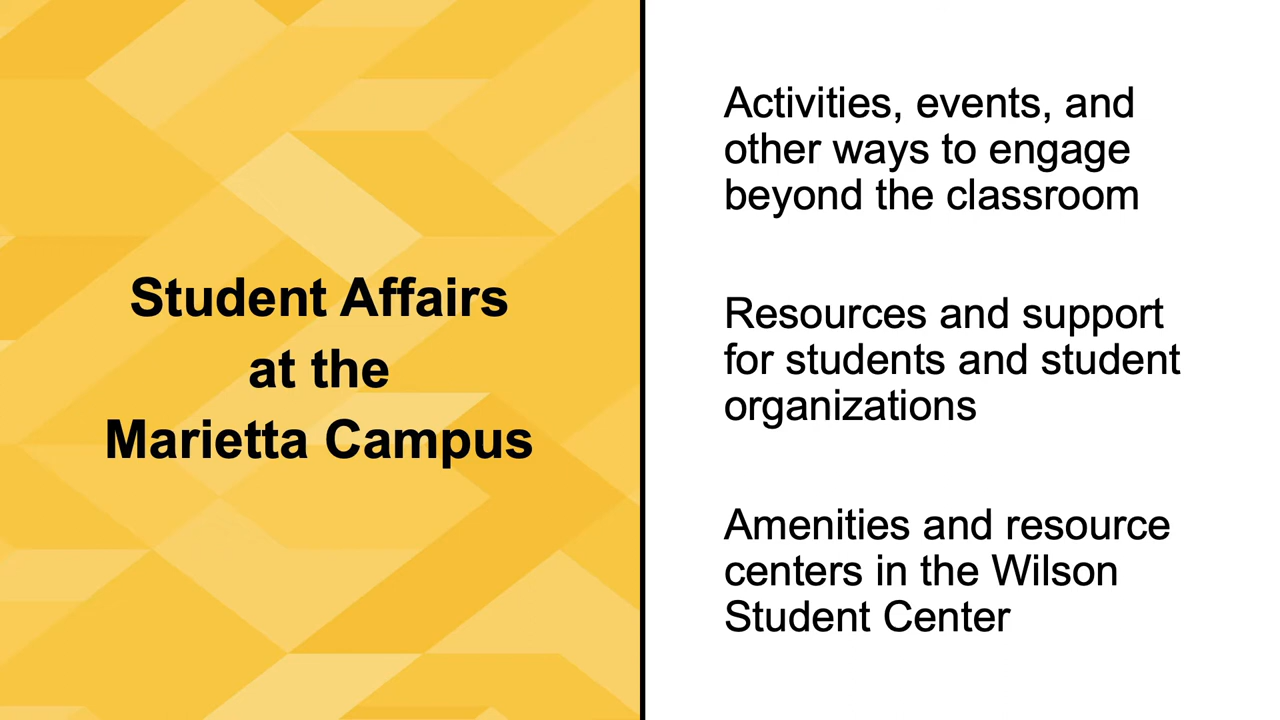 Student Affairs
at the
Marietta Campus
Activities, events, and
other ways to engage
beyond the classroom
Resources and support
for students and student
organizations
Amenities and resource
centers in the Wilson
Student Center